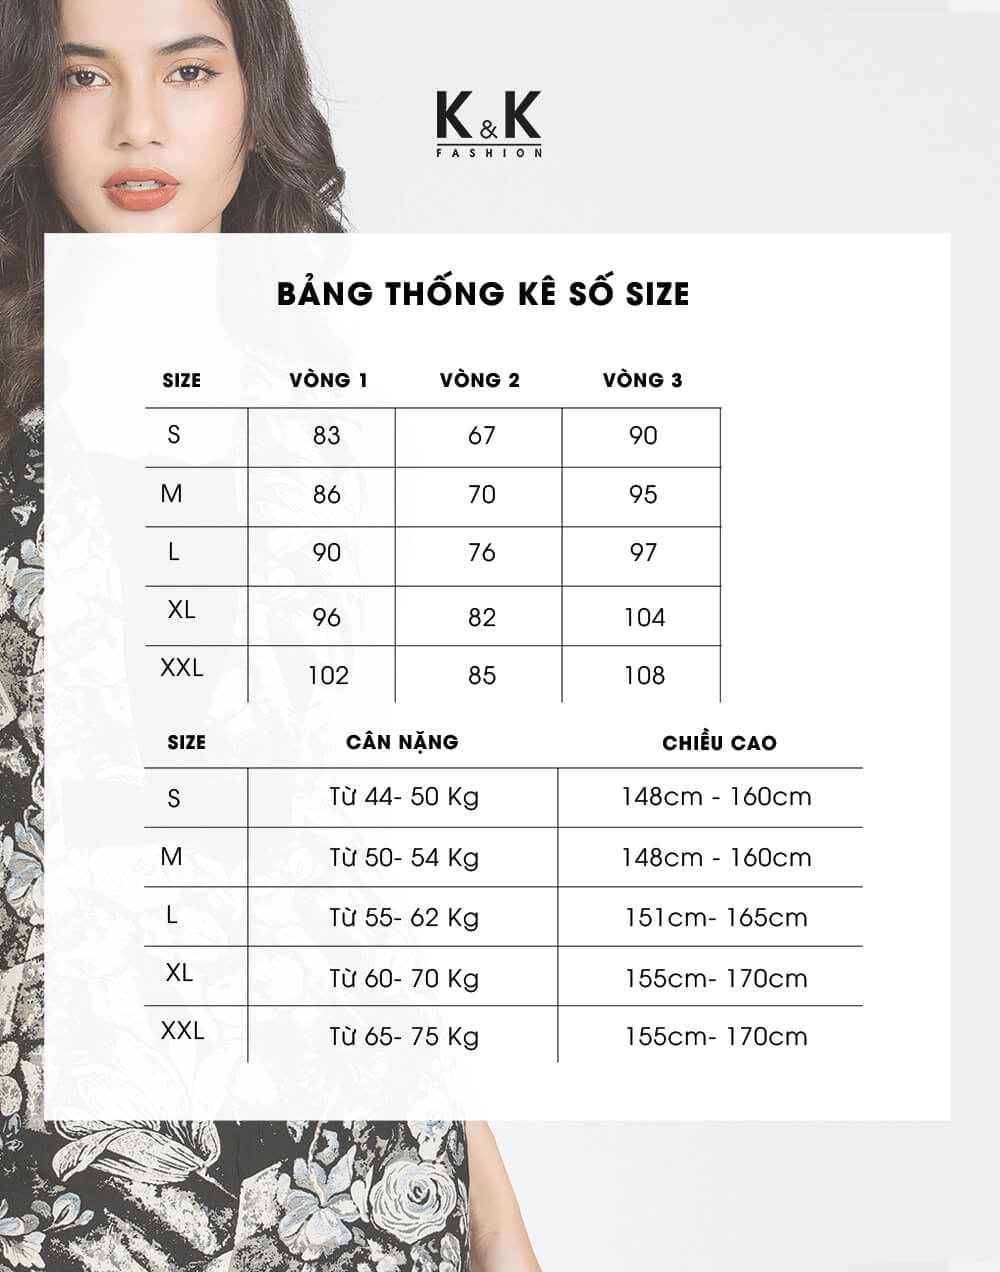 K & K
FASHION
BẢNG THỐNG KÊ SỐ SIZE
SIZE VÒNG 1 VÒNG 2 VÒNG 3
S 83 67 90
M 86 70 95
L 90 76 97
XL 96 82 104
XXL 102 85 108
SIZE CÂN NẶNG CHIỀU CAO
S Từ 44- 50 Kg 148cm - 160cm
M Từ 50- 54 Kg 148cm - 160cm
L Từ 55- 62 Kg 151cm- 165cm
XL Từ 60- 70 Kg 155cm- 170cm
XXL Từ 65- 75 Kg 155cm- 170cm